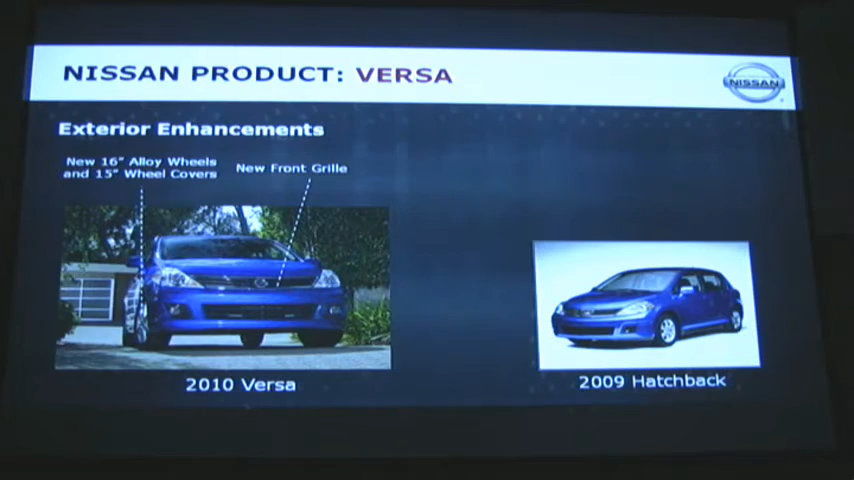 NISSAN PRODUCT: VERSA
NISSAN
Exterior Enhancements
New 16" Alloy Wheels
and 15" Wheel Covers
New Front Grille
2010 Versa
2009 Hatchback